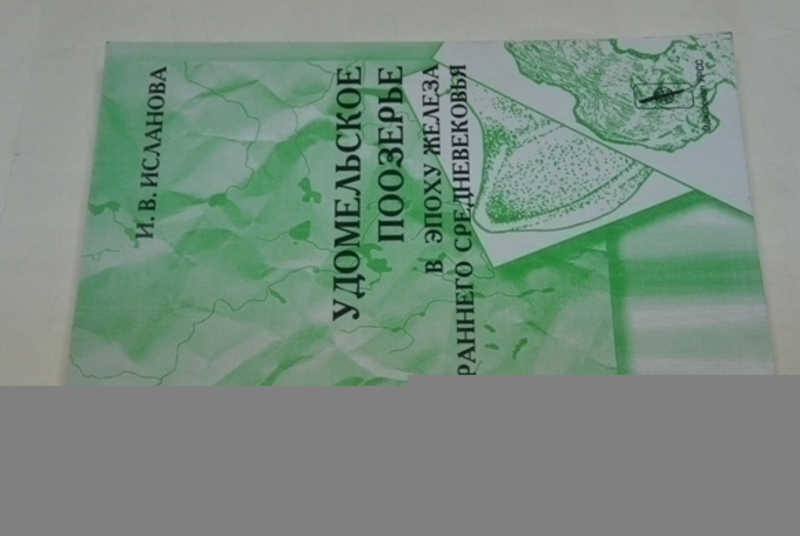 И. В. ИСЛАНОВА
УДОМЕЛЬСКОЕ
ПООЗЕРЬЕ
В ЭПОХУ ЖЕЛЕЗА
РАННЕГО СРЕДНЕВЕКОВЬЯ